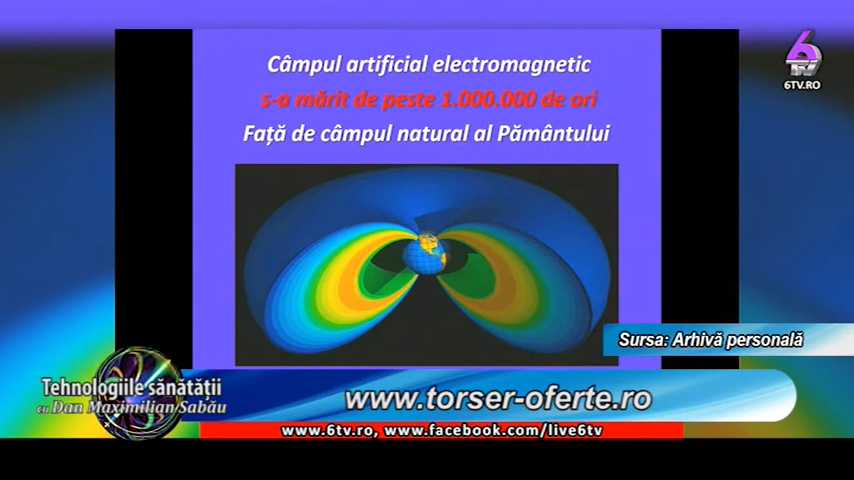 Câmpul artificial electromagnetic
s-a mărit de peste 1.000.000 de ori
Față de câmpul natural al Pământului
6
TV
6TV.RO
Sursa: Arhivă personală
Tehnologiile sănătății
cu Dan Maximilian Sabău
www.torser-oferte.ro
www.6tv.ro, www.facebook.com/live6tv